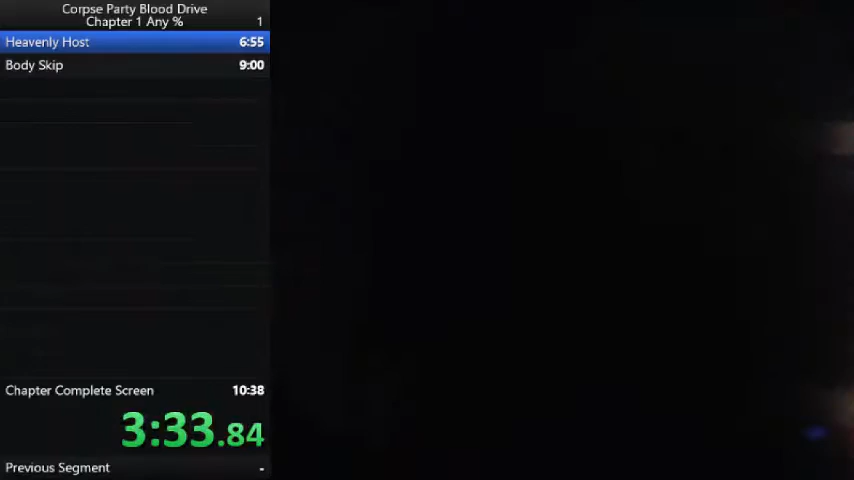 Corpse Party Blood Drive
Chapter 1 Any % 1
Heavenly Host 6:55
Body Skip 9:00
Chapter Complete Screen 10:38
3:33.84
Previous Segment -